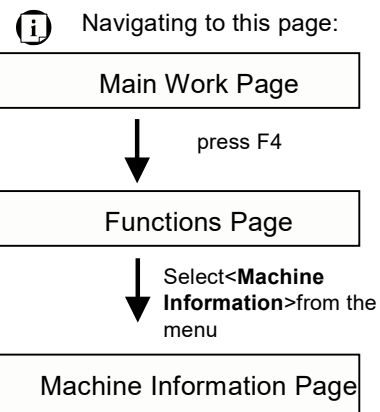 i Navigating to this page:
Main Work Page
press F4
Functions Page
Select<Machine
Information>from the
menu
Machine Information Page